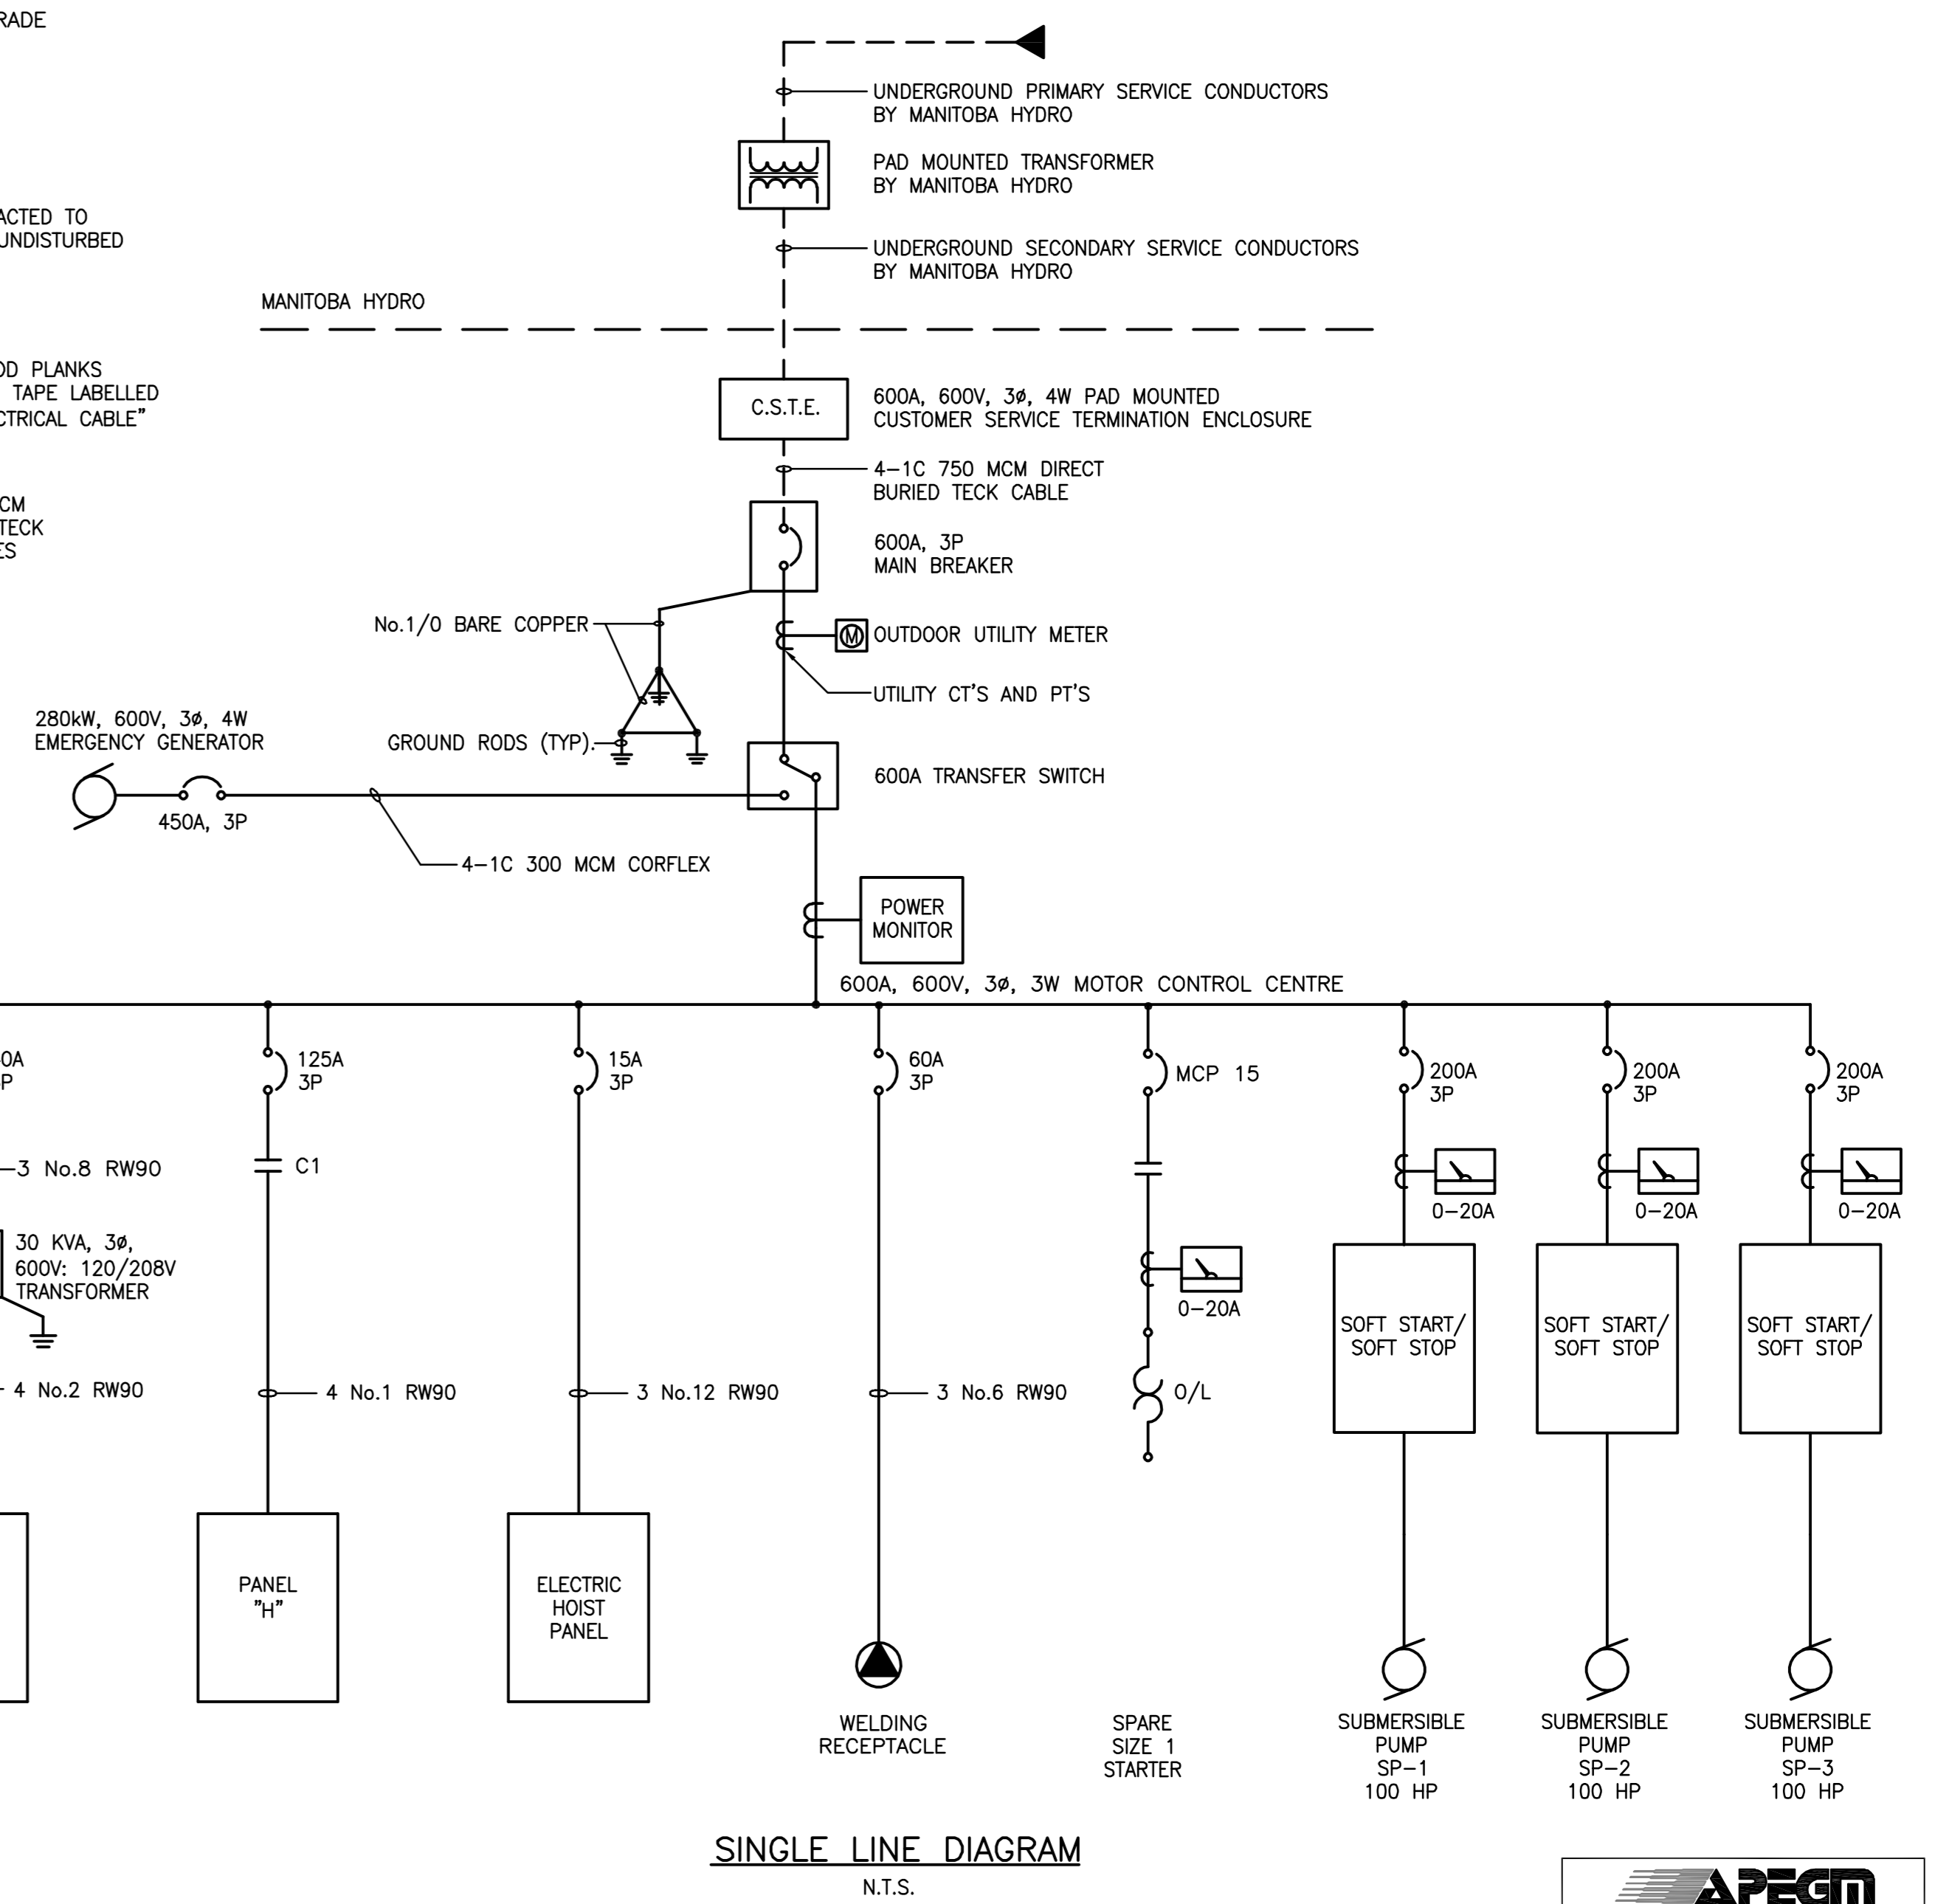 RADE
UNDERGROUND PRIMARY SERVICE CONDUCTORS
BY MANITOBA HYDRO
PAD MOUNTED TRANSFORMER
BY MANITOBA HYDRO
ACTED TO
UNDISTURBED
UNDERGROUND SECONDARY SERVICE CONDUCTORS
BY MANITOBA HYDRO
MANITOBA HYDRO
OD PLANKS
TAPE LABELLED
CTRICAL CABLE”
C.S.T.E.
600A, 600V, 3ø, 4W PAD MOUNTED
CUSTOMER SERVICE TERMINATION ENCLOSURE
4-1C 750 MCM DIRECT
BURIED TECK CABLE
CM
TECK
ES
600A, 3P
MAIN BREAKER
No.1/0 BARE COPPER
M
OUTDOOR UTILITY METER
UTILITY CT'S AND PT'S
280kW, 600V, 3ø, 4W
EMERGENCY GENERATOR
GROUND RODS (TYP).
600A TRANSFER SWITCH
450A, 3P
4-1C 300 MCM CORFLEX
POWER
MONITOR
600A, 600V, 3ø, 3W MOTOR CONTROL CENTRE
0A
P
125A
3P
15A
3P
60A
3P
MCP 15
200A
3P
200A
3P
200A
3P
3 No.8 RW90
C1
0-20A
0-20A
0-20A
30 KVA, 3ø,
600V: 120/208V
TRANSFORMER
0-20A
SOFT START/
SOFT STOP
SOFT START/
SOFT STOP
SOFT START/
SOFT STOP
4 No.2 RW90
4 No.1 RW90
3 No.12 RW90
3 No.6 RW90
O/L
PANEL
"H"
ELECTRIC
HOIST
PANEL
WELDING
RECEPTACLE
SPARE
SIZE 1
STARTER
SUBMERSIBLE
PUMP
SP-1
100 HP
SUBMERSIBLE
PUMP
SP-2
100 HP
SUBMERSIBLE
PUMP
SP-3
100 HP
SINGLE LINE DIAGRAM
N.T.S.
APEGM